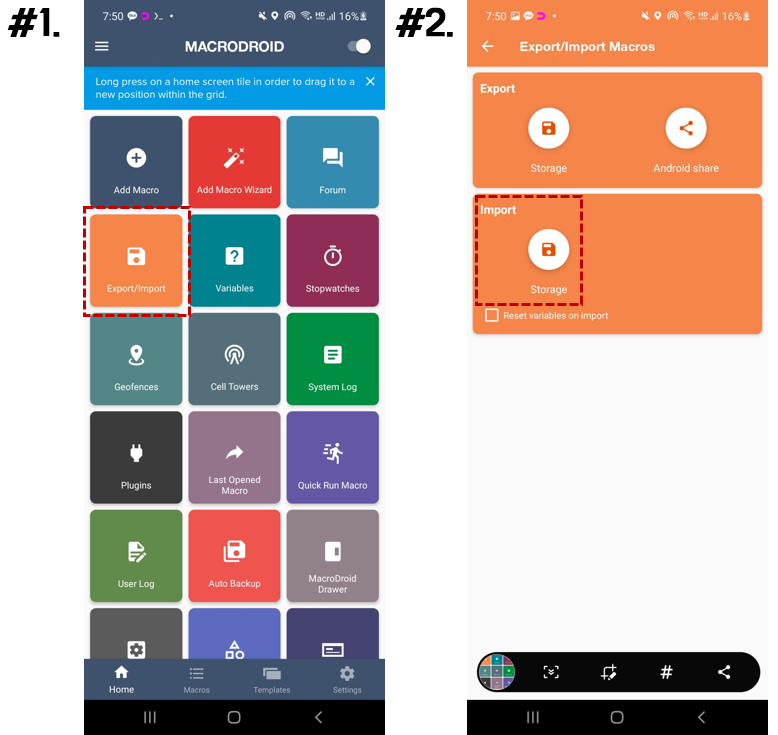 #1.
7:50
HD
16%
MACRODROID
Long press on a home screen tile in order to drag it to a
new position within the grid.
Add Macro
Add Macro Wizard
Forum
Export/Import
Variables
Stopwatches
Geofences
Cell Towers
System Log
Plugins
Last Opened
Macro
Quick Run Macro
User Log
Auto Backup
MacroDroid
Drawer
Home
Macros
Templates
Settings
#2.
7:50
HD
16%
Export/Import Macros
Export
Storage
Android share
Import
Storage
Reset variables on import
#